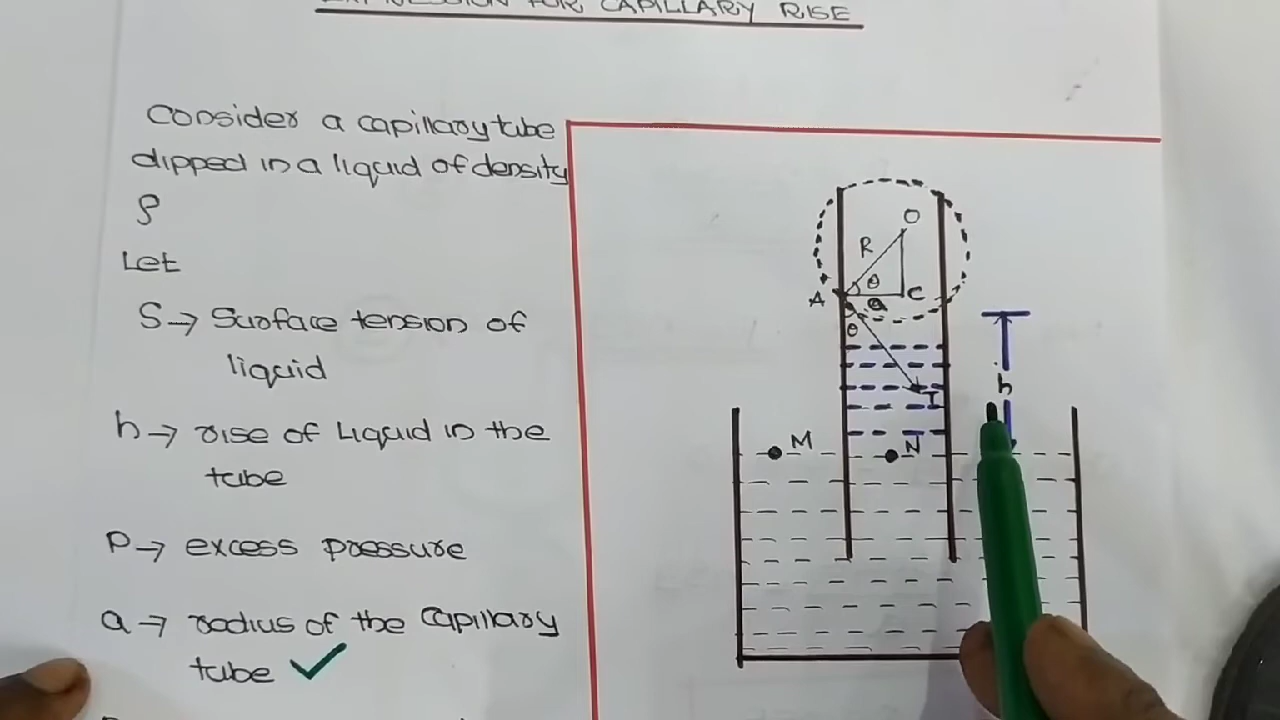 FOR CAPILLARY RISE
Consider a capillary tube
dipped in a liquid of density
ρ
Let
S → Surface tension of
liquid
h → rise of Liquid in the
tube
P → excess pressure
a → radius of the Capillary
tube ✓
O
R
θ
A
a
C
θ
h
T
M
N